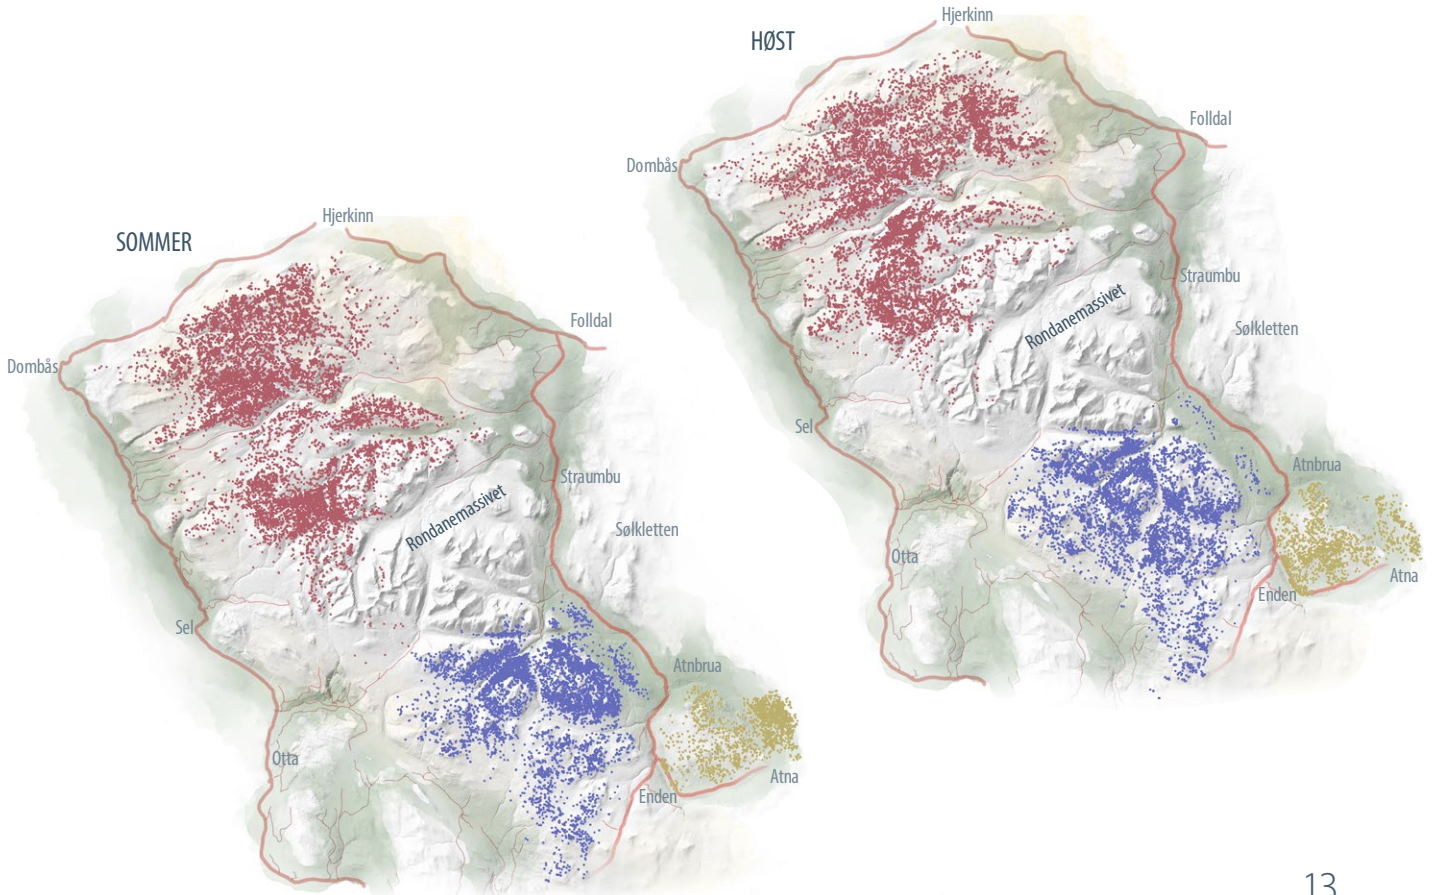 SOMMER
Hjerkinn
Folldal
Dombås
Straumbu
Rondanemassivet
Sølkletten
Sel
Atnbrua
Otta
Atna
Enden
HØST
Hjerkinn
Folldal
Dombås
Straumbu
Rondanemassivet
Sølkletten
Sel
Atnbrua
Otta
Atna
Enden
13